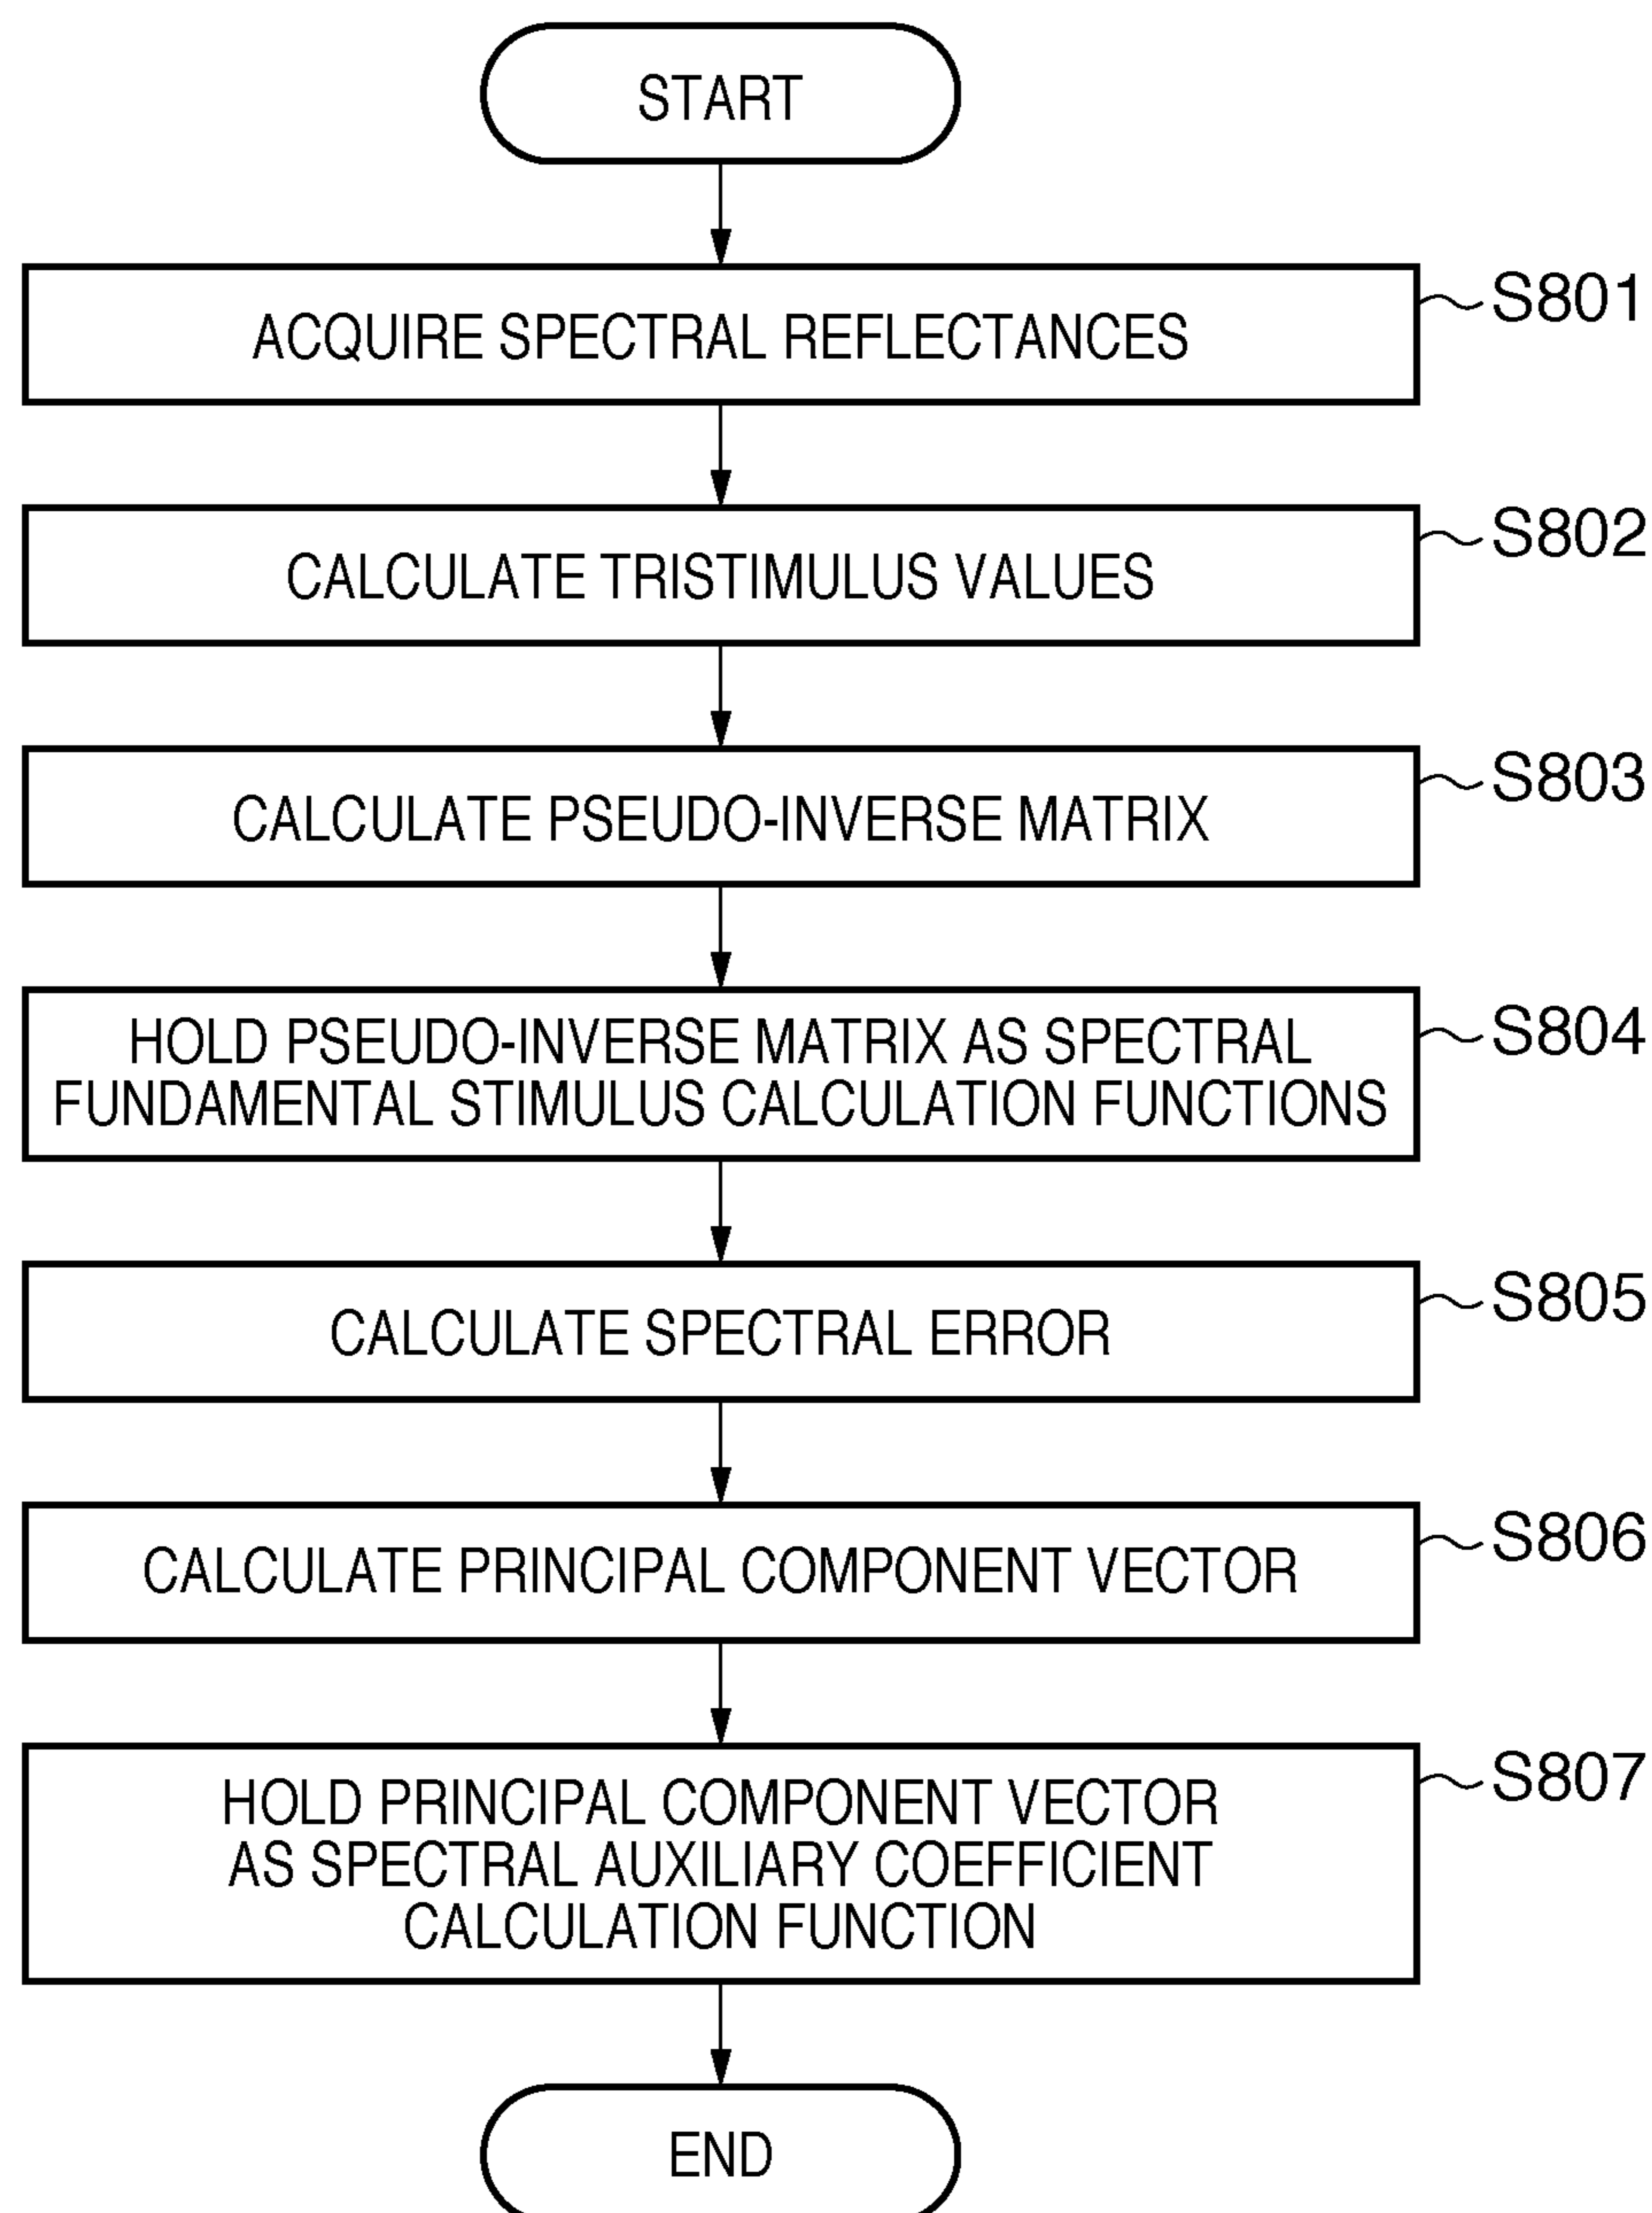 START
ACQUIRE SPECTRAL REFLECTANCES
S801
CALCULATE TRISTIMULUS VALUES
S802
CALCULATE PSEUDO-INVERSE MATRIX
S803
HOLD PSEUDO-INVERSE MATRIX AS SPECTRAL
FUNDAMENTAL STIMULUS CALCULATION FUNCTIONS
S804
CALCULATE SPECTRAL ERROR
S805
CALCULATE PRINCIPAL COMPONENT VECTOR
S806
HOLD PRINCIPAL COMPONENT VECTOR
AS SPECTRAL AUXILIARY COEFFICIENT
CALCULATION FUNCTION
S807
END